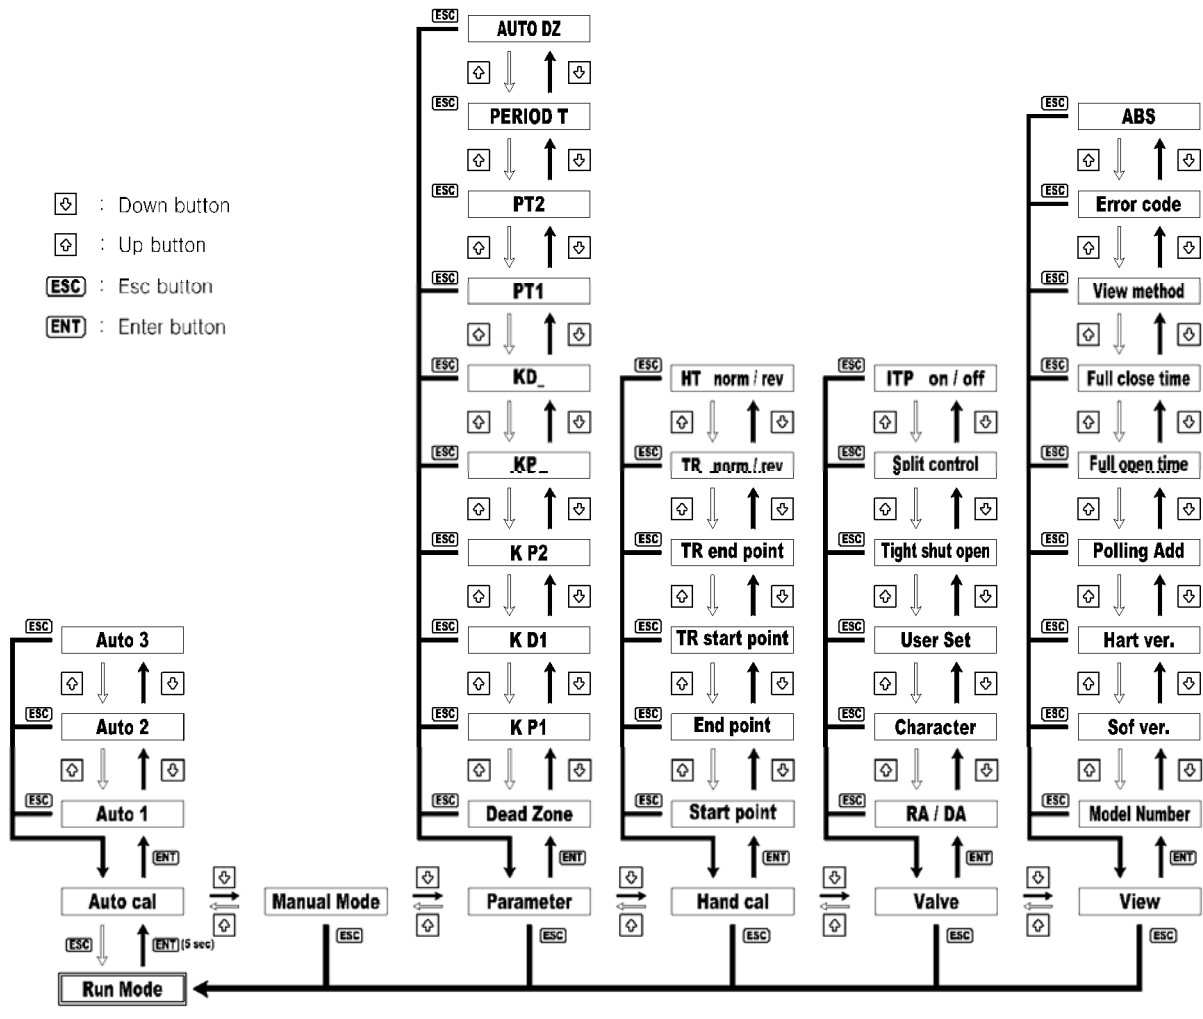 ESC AUTO DZ
ESC PERIOD T
ESC ABS
ESC PT2
ESC Error code
: Down button
: Up button
ESC : Esc button
ENT : Enter button
ESC PT1
ESC View method
ESC KD_
ESC HT norm / rev
ESC ITP on / off
ESC Full close time
ESC KP_
ESC TR norm / rev
ESC Split control
ESC Full open time
ESC K P2
ESC TR end point
ESC Tight shut open
ESC Polling Add
ESC Auto 3
ESC K D1
ESC TR start point
ESC User Set
ESC Hart ver.
ESC Auto 2
ESC K P1
ESC End point
ESC Character
ESC Sof ver.
ESC Auto 1
ESC Dead Zone
ESC Start point
ESC RA / DA
ESC Model Number
ENT ENT ENT ENT ENT
Auto cal Manual Mode Parameter Hand cal Valve View
ESC ENT (5 sec) ESC ESC ESC ESC ESC
Run Mode